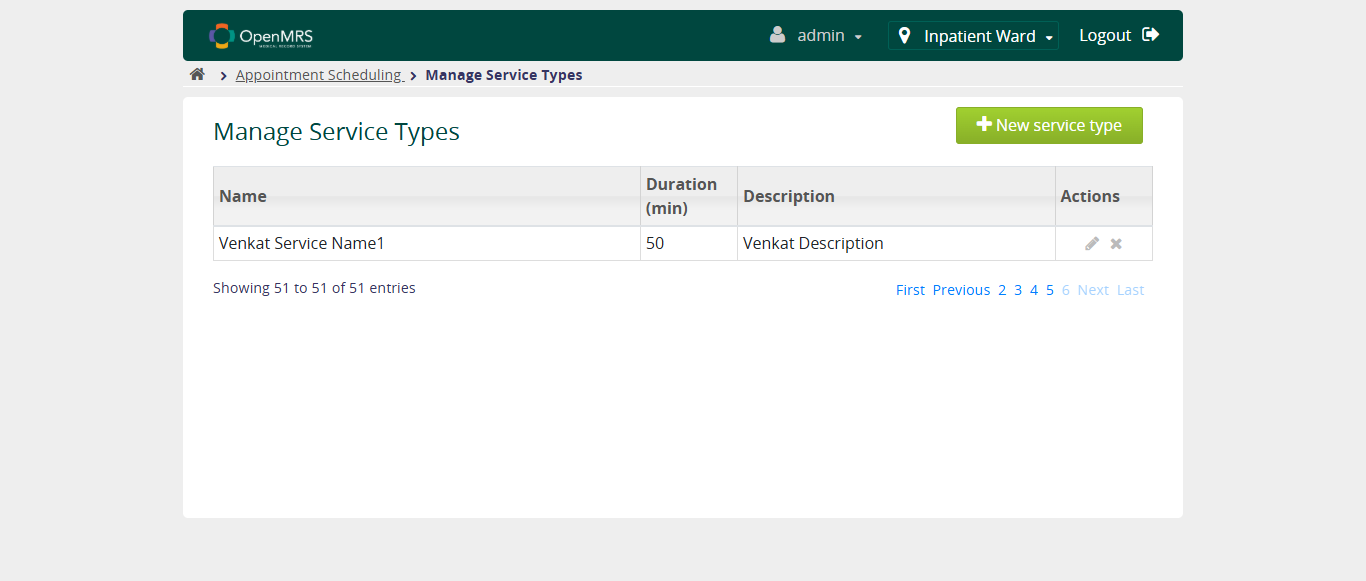 OpenMRS
MEDICAL RECORD SYSTEM
admin
Inpatient Ward
Logout
Appointment Scheduling
Manage Service Types
Manage Service Types
New service type
Name
Duration
(min)
Description
Actions
Venkat Service Name1
50
Venkat Description
Showing 51 to 51 of 51 entries
First Previous 2 3 4 5 6 Next Last